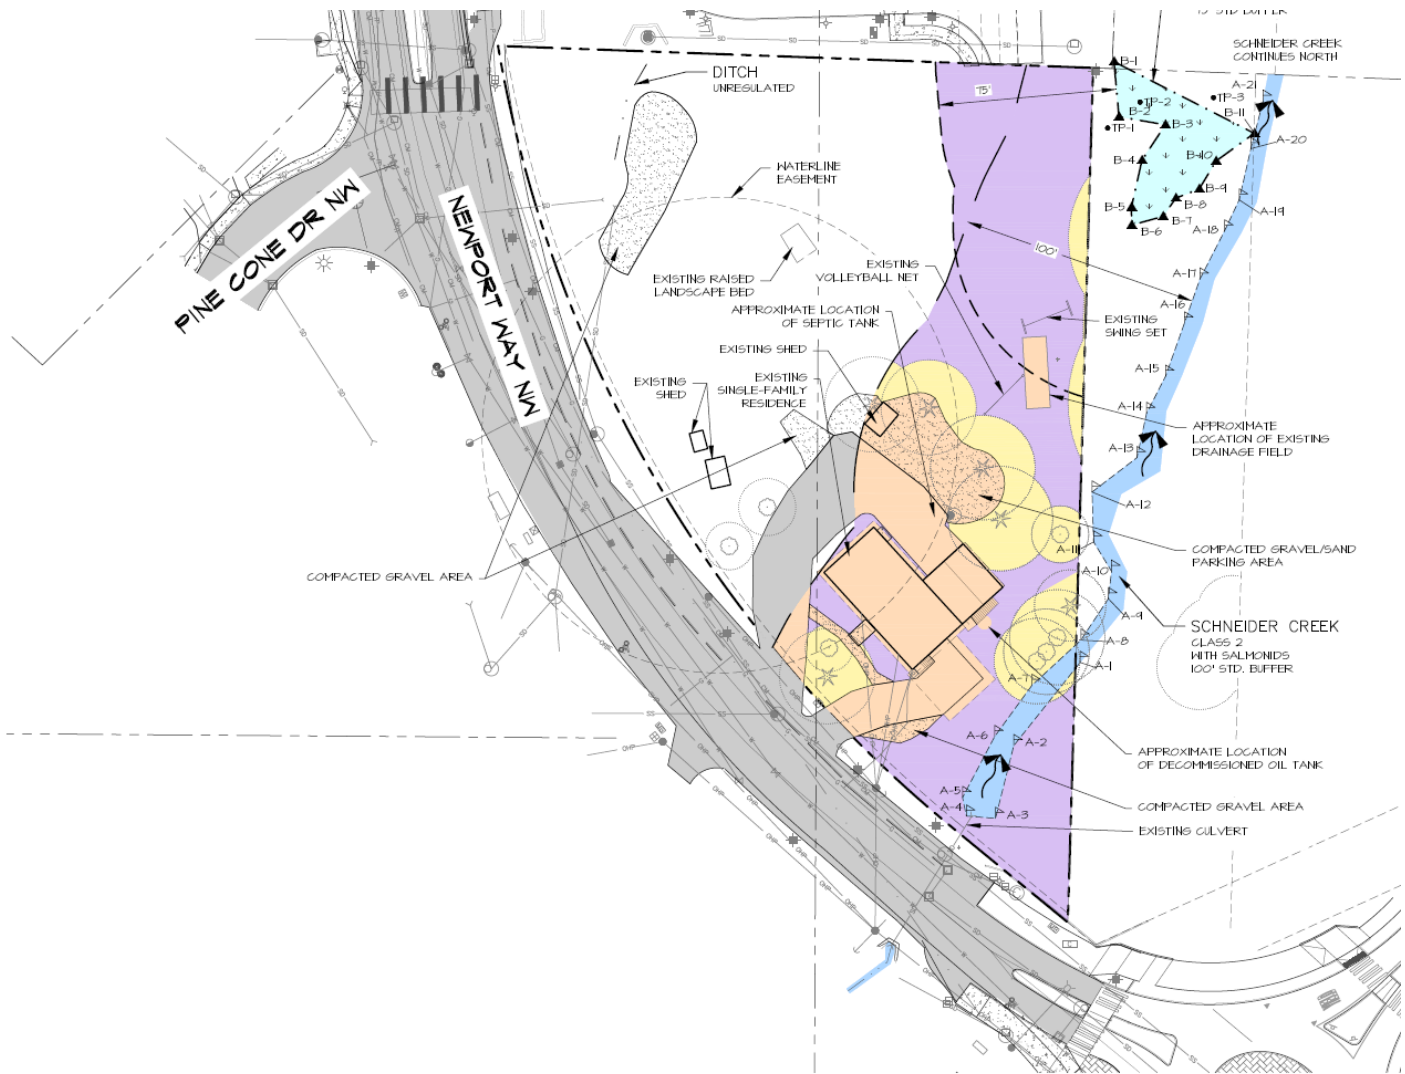 15' STD BUFFER
SCHNEIDER CREEK
CONTINUES NORTH
DITCH
UNREGULATED
75'
B-1
A-21
TP-2
TP-3
B-2
B-11
TP-1
B-3
A-20
B-4
B-10
B-9
B-5
B-8
A-19
B-7
B-6
A-18
WATERLINE
EASEMENT
PINE CONE DR NW
NEWPORT WAY NW
100'
EXISTING RAISED
LANDSCAPE BED
EXISTING
VOLLEYBALL NET
A-17
A-16
APPROXIMATE LOCATION
OF SEPTIC TANK
EXISTING
SWING SET
EXISTING SHED
EXISTING
SHED
EXISTING
SINGLE-FAMILY
RESIDENCE
A-15
A-14
APPROXIMATE
LOCATION OF EXISTING
DRAINAGE FIELD
A-13
A-12
A-11
COMPACTED GRAVEL/SAND
PARKING AREA
COMPACTED GRAVEL AREA
A-10
A-9
SCHNEIDER CREEK
CLASS 2
WITH SALMONIDS
100' STD. BUFFER
A-8
A-1
A-7
A-6
A-2
APPROXIMATE LOCATION
OF DECOMMISSIONED OIL TANK
A-5
A-4
A-3
COMPACTED GRAVEL AREA
EXISTING CULVERT